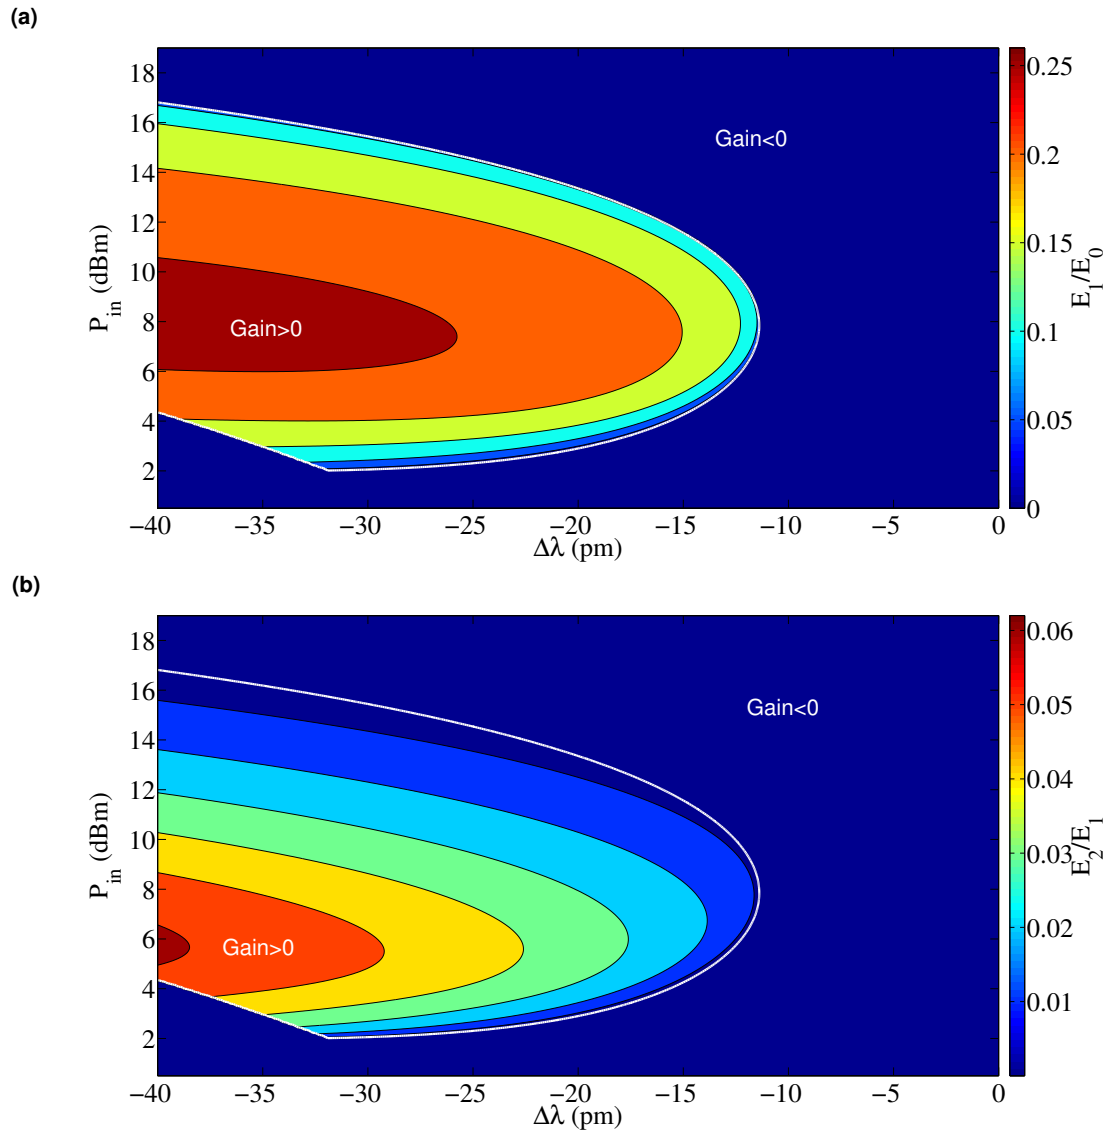 (a)
18
16
14
12
10
8
6
4
2
P_in (dBm)
Gain<0
Gain>0
−40 −35 −30 −25 −20 −15 −10 −5 0
Δλ (pm)
0.25
0.2
0.15
0.1
0.05
0
E_1/E_0
(b)
18
16
14
12
10
8
6
4
2
P_in (dBm)
Gain<0
Gain>0
−40 −35 −30 −25 −20 −15 −10 −5 0
Δλ (pm)
0.06
0.05
0.04
0.03
0.02
0.01
E_2/E_1